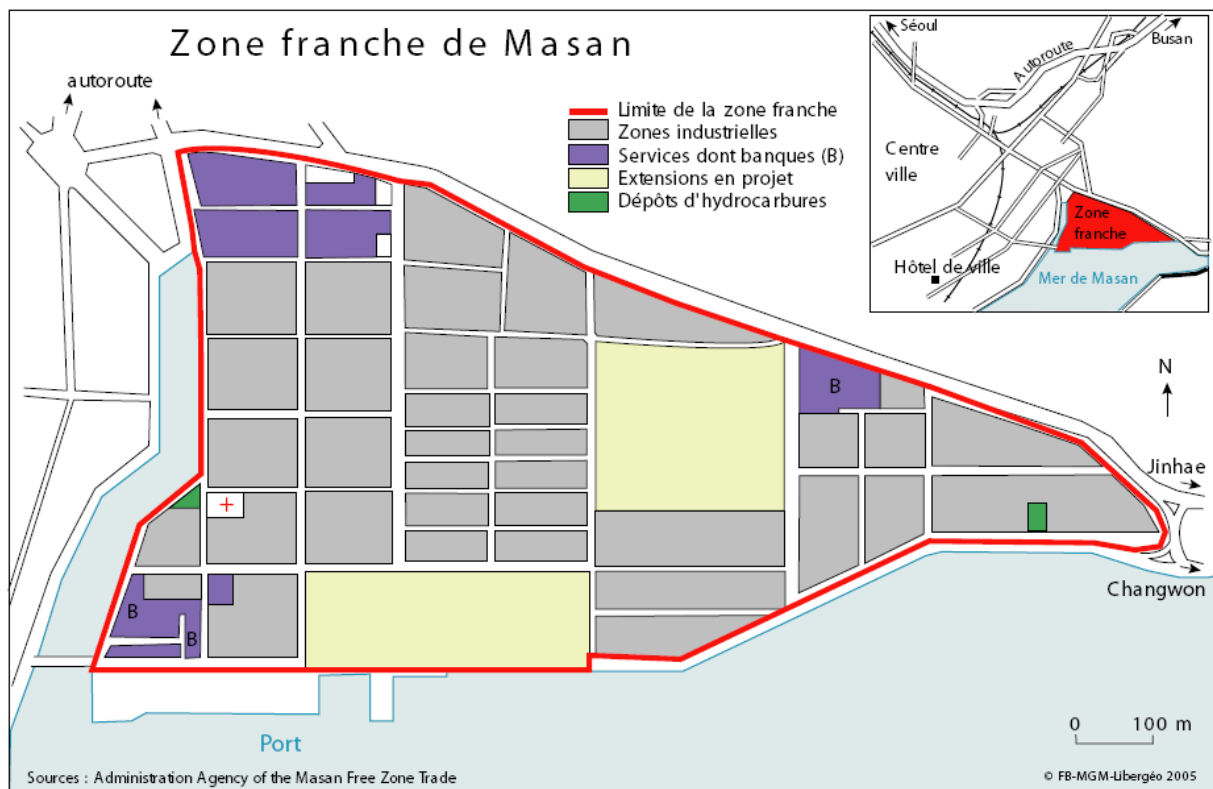 Zone franche de Masan
autoroute
Limite de la zone franche
Zones industrielles
Services dont banques (B)
Extensions en projet
Dépôts d'hydrocarbures
Séoul
Busan
Autoroute
Centre
ville
Zone
franche
Hôtel de ville
Mer de Masan
N
B
Jinhae
Changwon
B
B
Port
0 100 m
Sources : Administration Agency of the Masan Free Zone Trade
© FB-MGM-Libergéo 2005